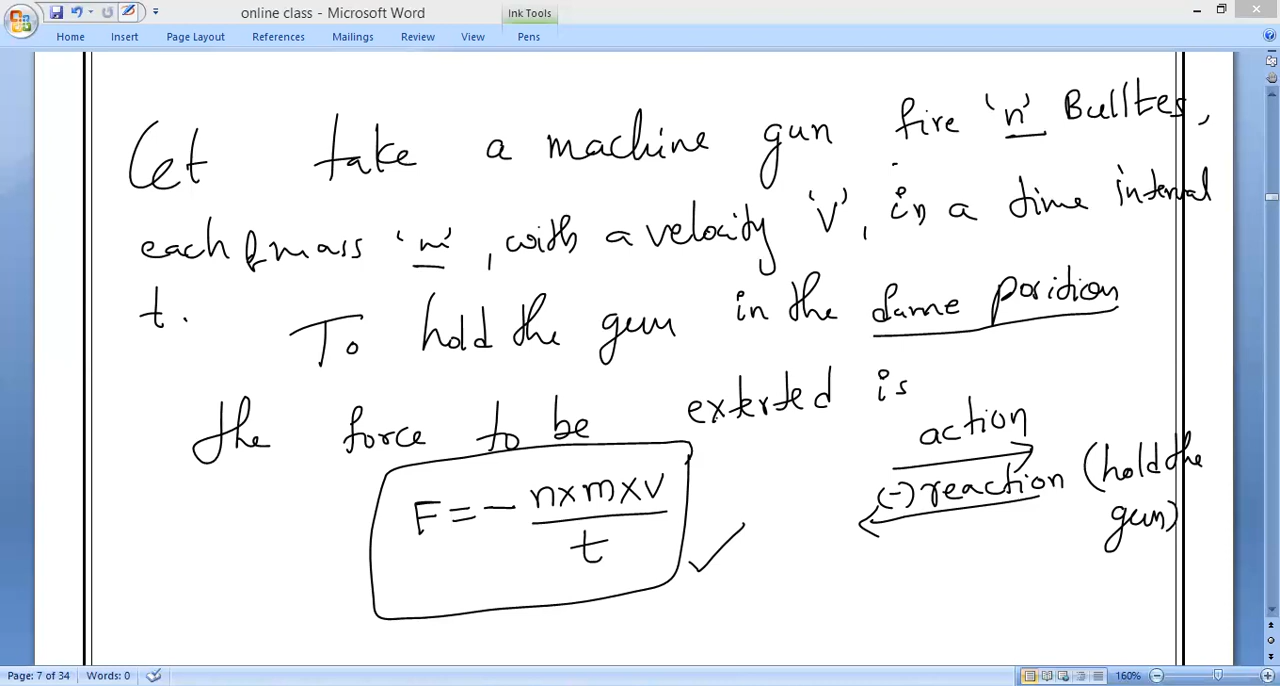 online class - Microsoft Word
Ink Tools
Home Insert Page Layout References Mailings Review View Pens
Let take a machine gun fire 'n' Bulltes,
each of mass 'm', with a velocity 'v', in a time interval
t.
To hold the gun in the same position
the force to be exterted is
action
(-) reaction (hold the
gun)
F = - n×m×v
t
Page: 7 of 34 Words: 0 160%